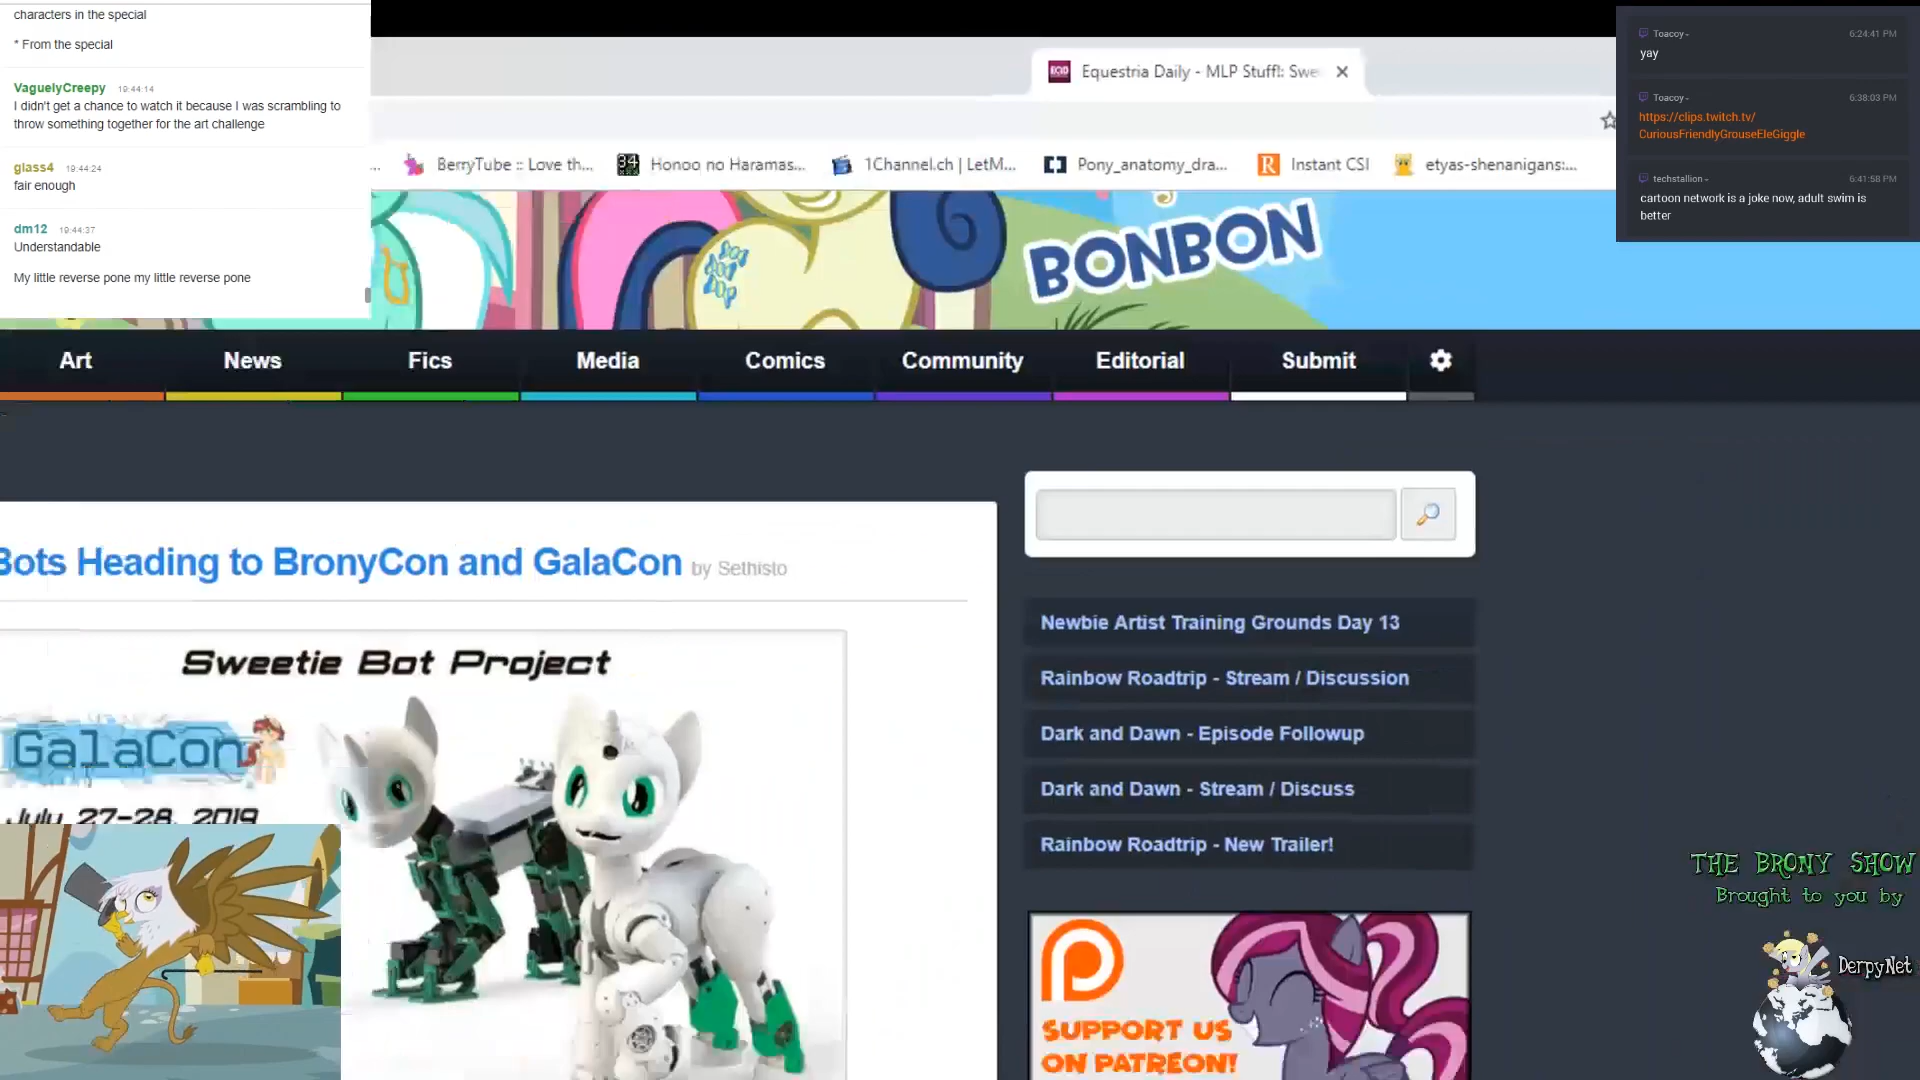 characters in the special
* From the special
VaguelyCreepy 19:44:14
I didn't get a chance to watch it because I was scrambling to
throw something together for the art challenge
glass4 19:44:24
fair enough
dm12 19:44:37
Understandable
My little reverse pone my little reverse pone
Equestria Daily - MLP Stuff!: Swe
... BerryTube :: Love th... Honoo no Haramas... 1Channel.ch | LetM... Pony_anatomy_dra... Instant CSI etyas-shenanigans:...
Toacoy 6:24:41 PM
yay
Toacoy 6:38:03 PM
https://clips.twitch.tv/
CuriousFriendlyGrouseEleGiggle
techstallion 6:41:58 PM
cartoon network is a joke now, adult swim is
better
BONBON
Art News Fics Media Comics Community Editorial Submit
Bots Heading to BronyCon and GalaCon by Sethisto
Sweetie Bot Project
GalaCon
July 27-28, 2019
Newbie Artist Training Grounds Day 13
Rainbow Roadtrip - Stream / Discussion
Dark and Dawn - Episode Followup
Dark and Dawn - Stream / Discuss
Rainbow Roadtrip - New Trailer!
SUPPORT US
ON PATREON!
THE BRONY SHOW
Brought to you by
DerpyNet